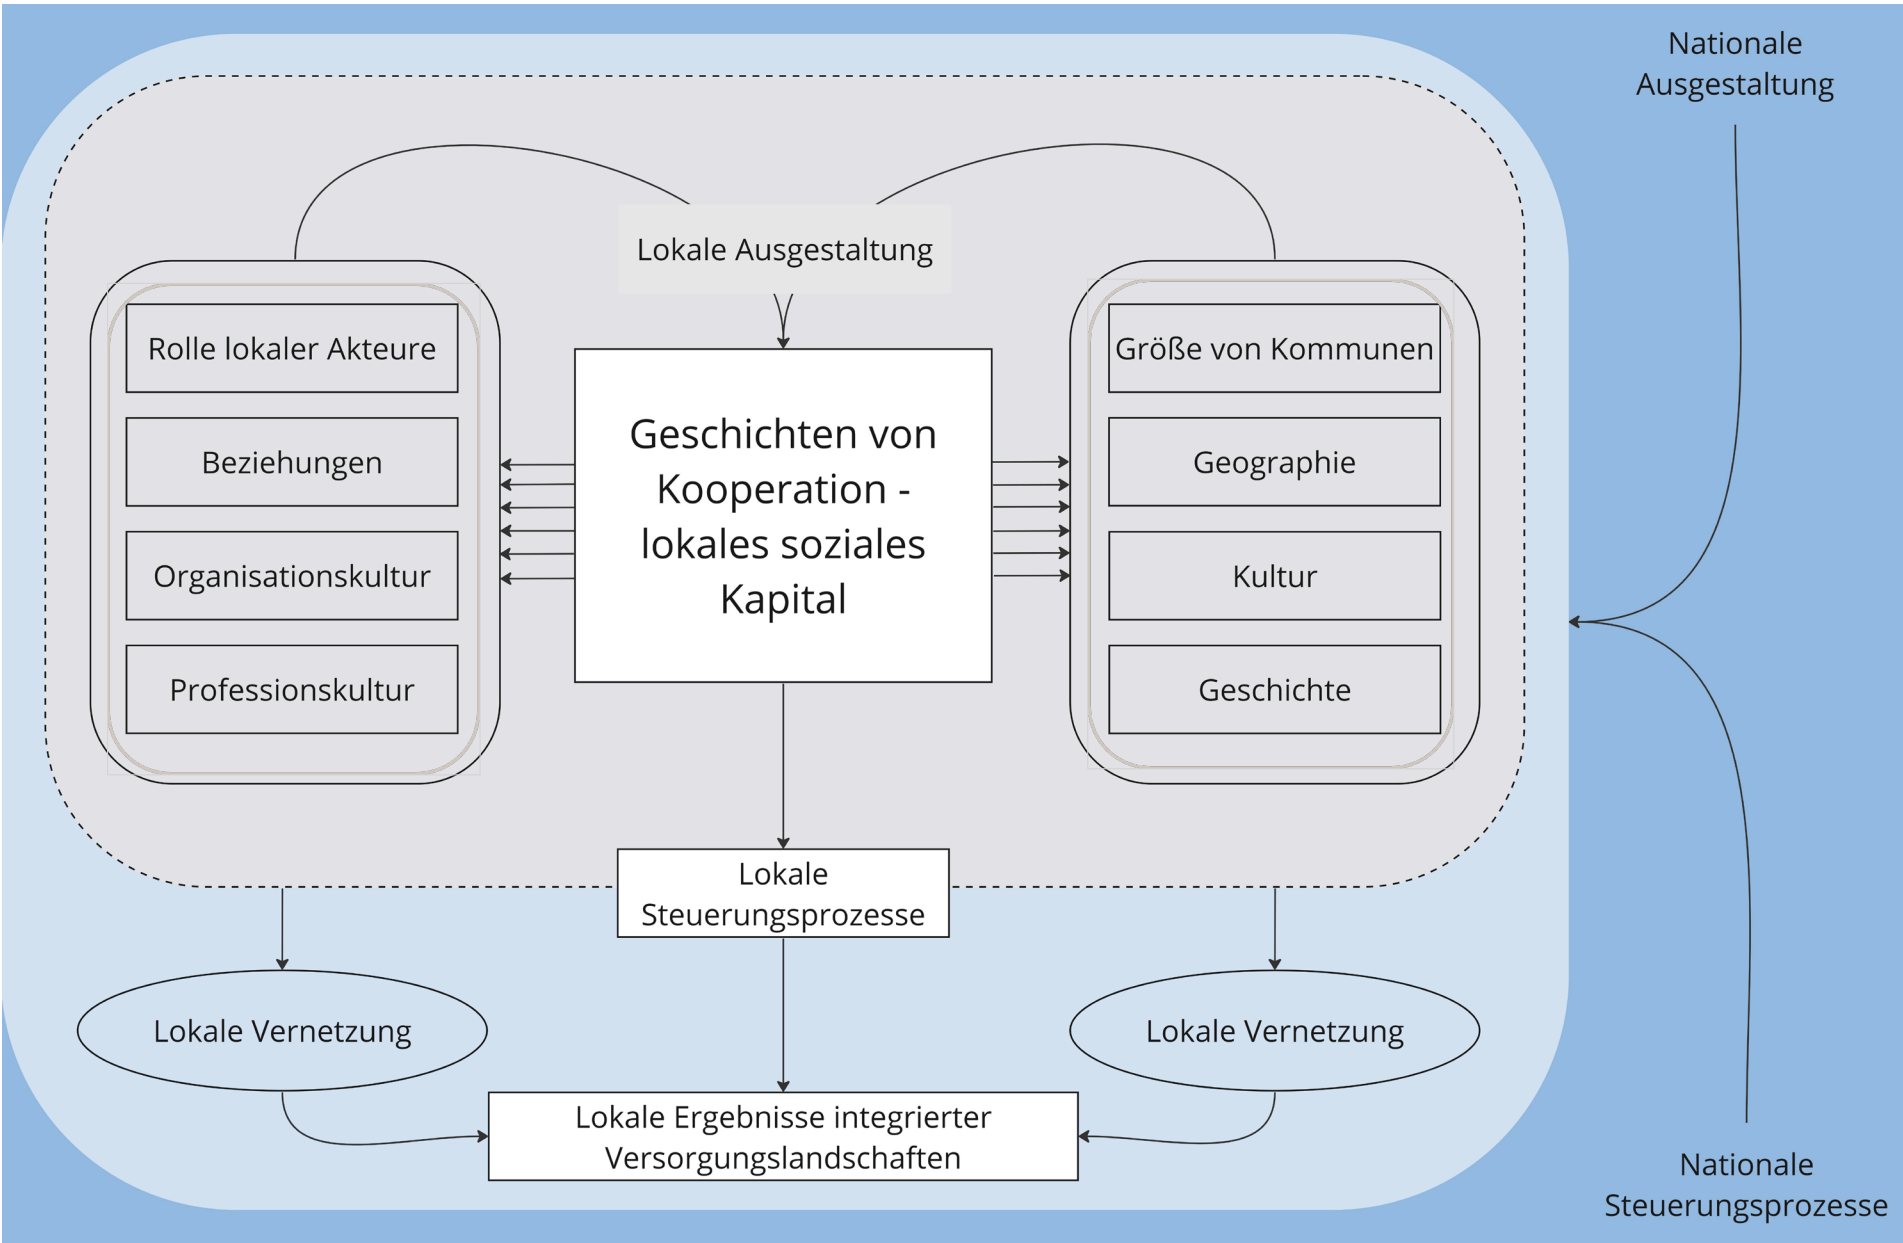 Nationale
Ausgestaltung
Lokale Ausgestaltung
Rolle lokaler Akteure
Beziehungen
Organisationskultur
Professionskultur
Geschichten von
Kooperation -
lokales soziales
Kapital
Größe von Kommunen
Geographie
Kultur
Geschichte
Lokale
Steuerungsprozesse
Lokale Vernetzung
Lokale Vernetzung
Lokale Ergebnisse integrierter
Versorgungslandschaften
Nationale
Steuerungsprozesse